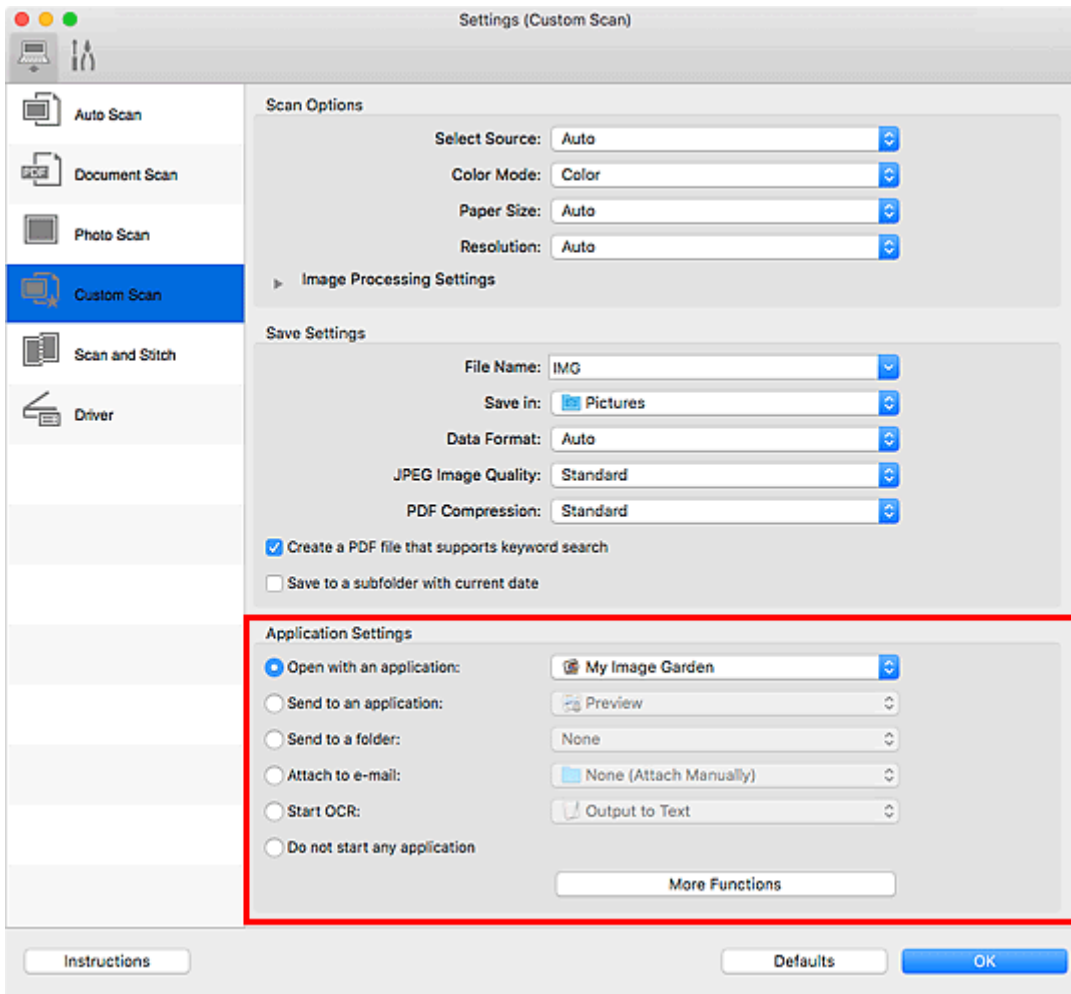 Settings (Custom Scan)
Auto Scan
Document Scan
Photo Scan
Custom Scan
Scan and Stitch
Driver
Scan Options
Select Source: Auto
Color Mode: Color
Paper Size: Auto
Resolution: Auto
Image Processing Settings
Save Settings
File Name: IMG
Save in: Pictures
Data Format: Auto
JPEG Image Quality: Standard
PDF Compression: Standard
Create a PDF file that supports keyword search
Save to a subfolder with current date
Application Settings
Open with an application: My Image Garden
Send to an application: Preview
Send to a folder: None
Attach to e-mail: None (Attach Manually)
Start OCR: Output to Text
Do not start any application
More Functions
Instructions Defaults OK